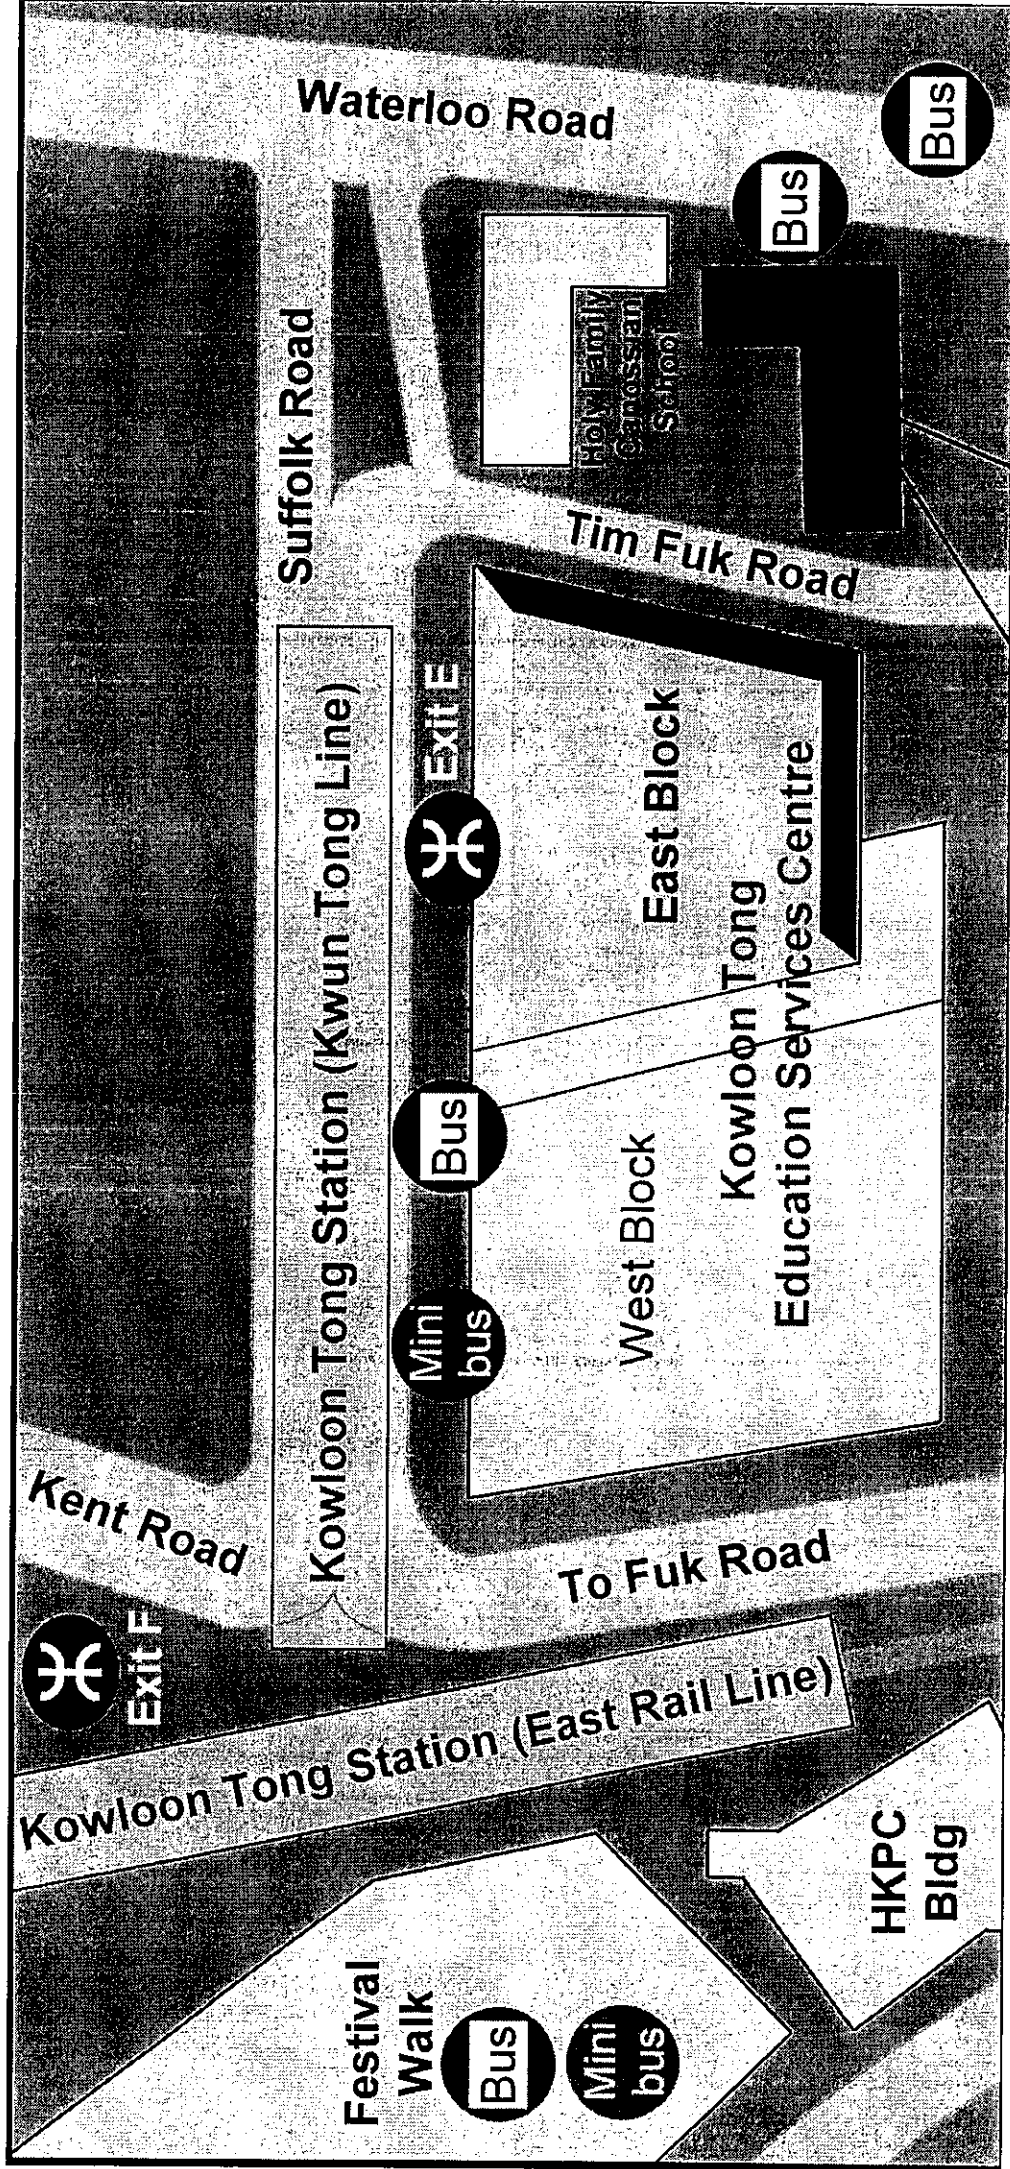 Kent Road
Exit F
Suffolk Road
Waterloo Road
Kowloon Tong Station (Kwun Tong Line)
Kowloon Tong Station (East Rail Line)
Festival
Walk
Bus
Mini
bus
Mini
bus
Bus
Exit E
To Fuk Road
West Block
East Block
Kowloon Tong
Education Services Centre
Tim Fuk Road
Holy Family
Canossian
School
Bus
Bus
HKPC
Bldg